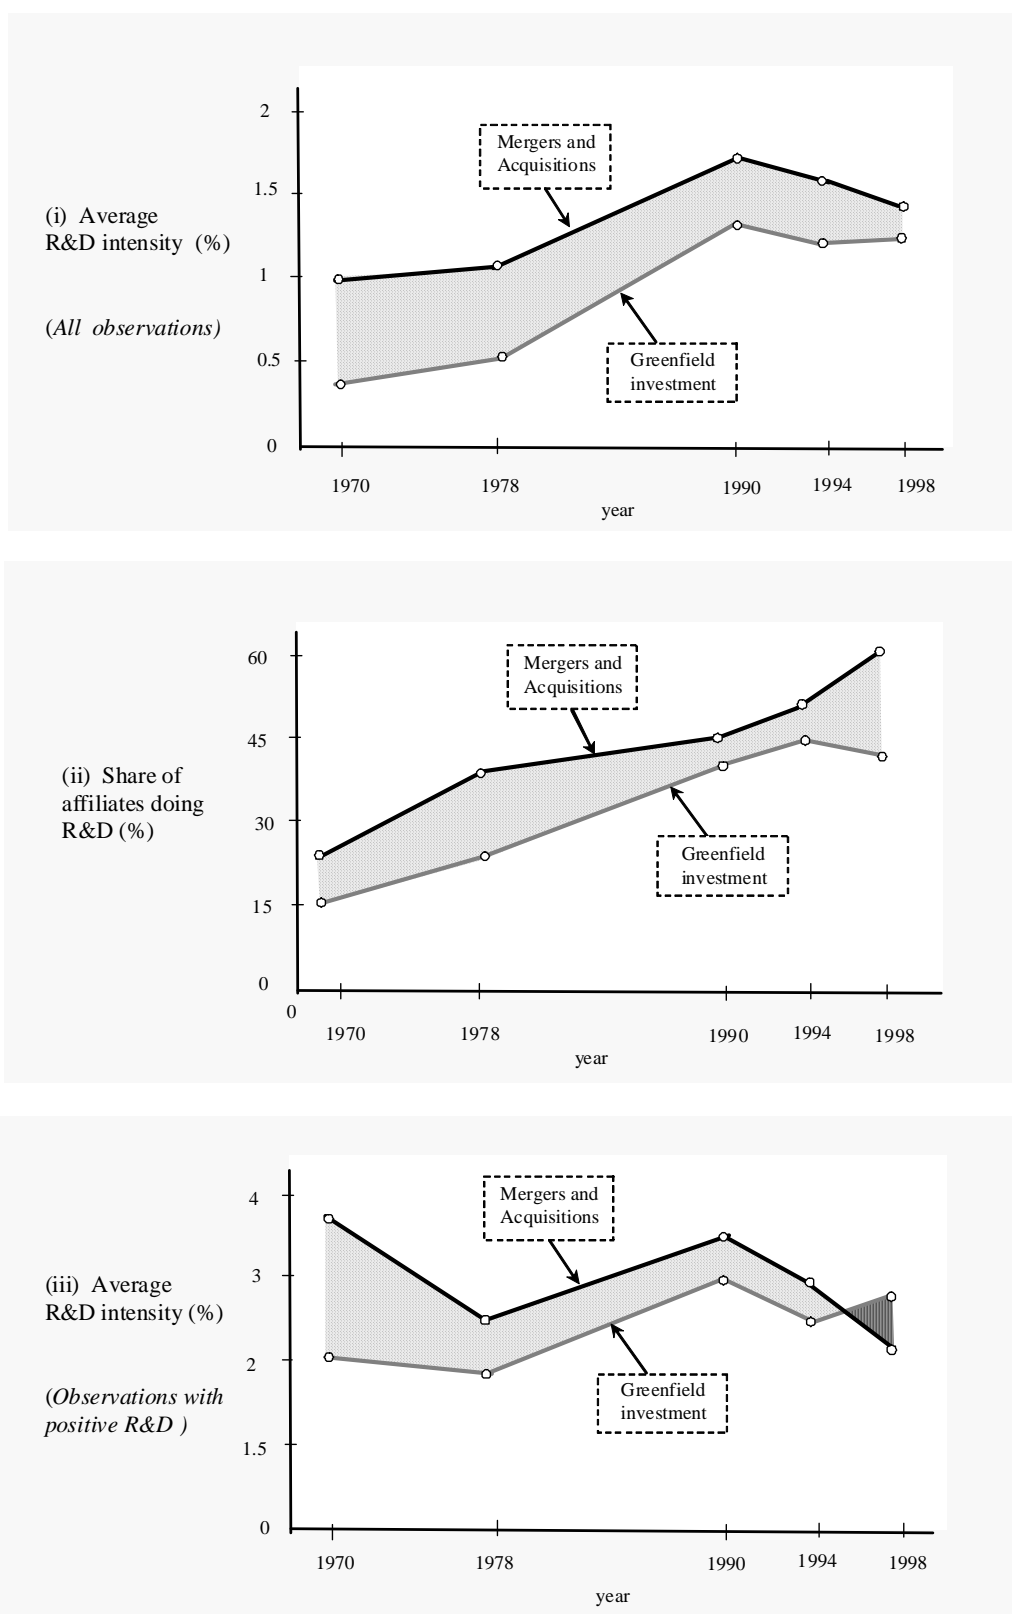 2
Mergers and
Acquisitions
1.5
(i) Average
R&D intensity (%)
1
(All observations)
0.5
Greenfield
investment
0
1970
1978
1990
1994
1998
year
60
Mergers and
Acquisitions
45
(ii) Share of
affiliates doing
R&D (%)
30
Greenfield
investment
15
0
0
1970
1978
1990
1994
1998
year
4
Mergers and
Acquisitions
3
(iii) Average
R&D intensity (%)
2
(Observations with
positive R&D )
Greenfield
investment
1.5
0
1970
1978
1990
1994
1998
year